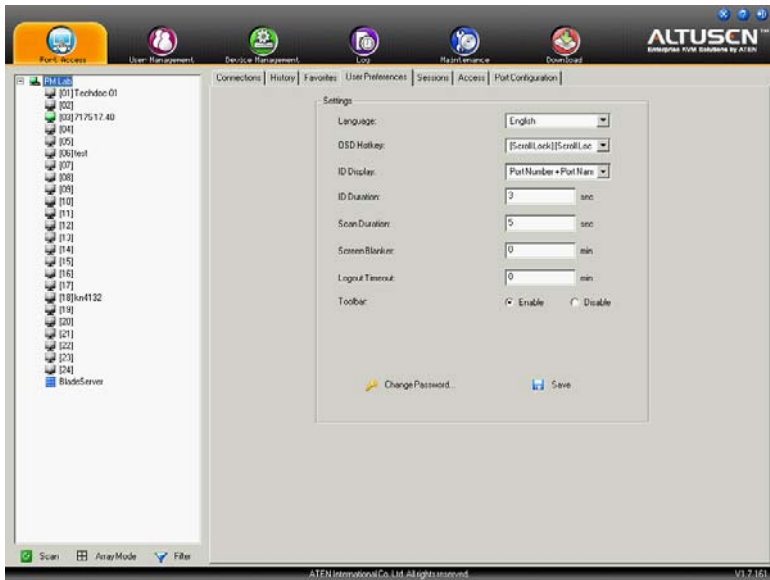 ALTUSEN™
Enterprise KVM Solutions by ATEN
Port Access
User Management
Device Management
Log
Maintenance
Download
PM Lab
[01]Techdoc-01
[02]
[03]717517.40
[04]
[05]
[06]test
[07]
[08]
[09]
[10]
[11]
[12]
[13]
[14]
[15]
[16]
[17]
[18]kn4132
[19]
[20]
[21]
[22]
[23]
[24]
BladeServer
Connections
History
Favorites
User Preferences
Sessions
Access
Port Configuration
Settings
Language:
English
OSD Hotkey:
[ScrollLock][ScrollLoc
ID Display:
Port Number + Port Nam
ID Duration:
3
sec
Scan Duration:
5
sec
Screen Blanker:
0
min
Logout Timeout:
0
min
Toolbar:
Enable
Disable
Change Password...
Save
Scan
Array Mode
Filter
ATEN International Co. Ltd. All rights reserved.
V1.7.161